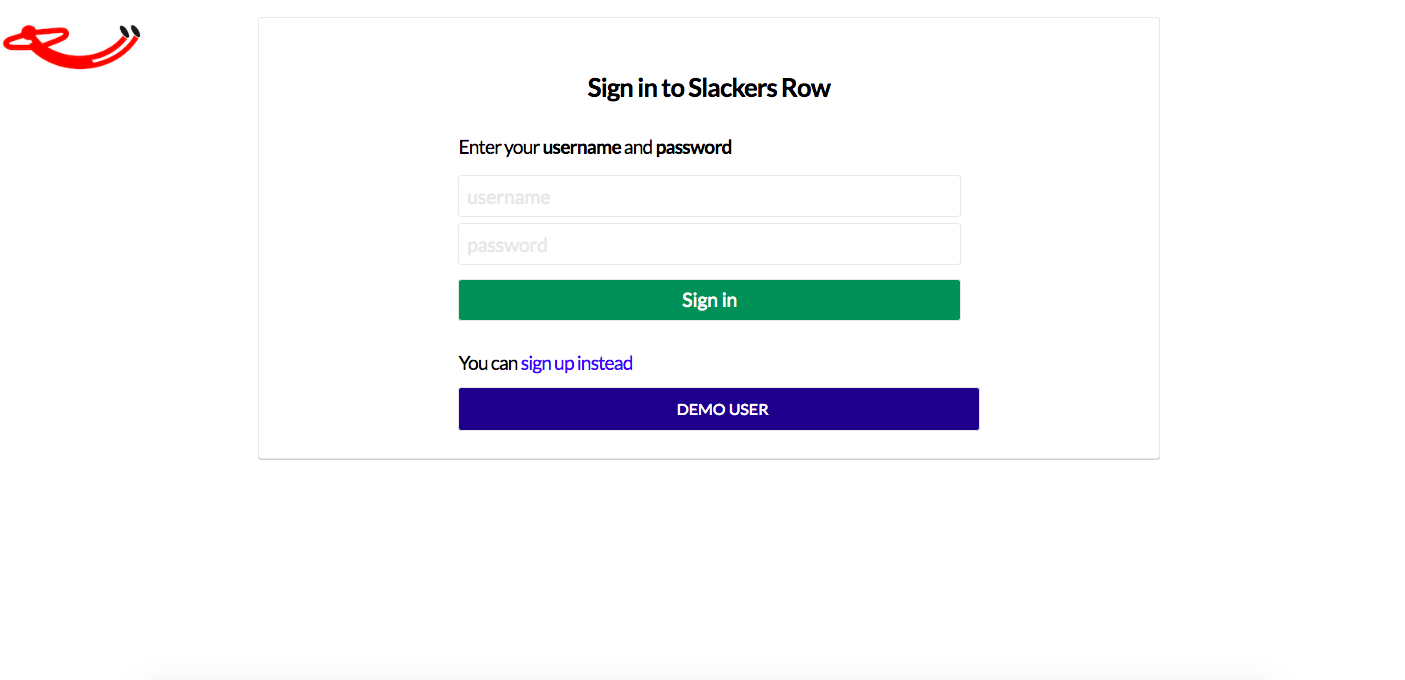 Sign in to Slackers Row
Enter your username and password
username
password
Sign in
You can sign up instead
DEMO USER